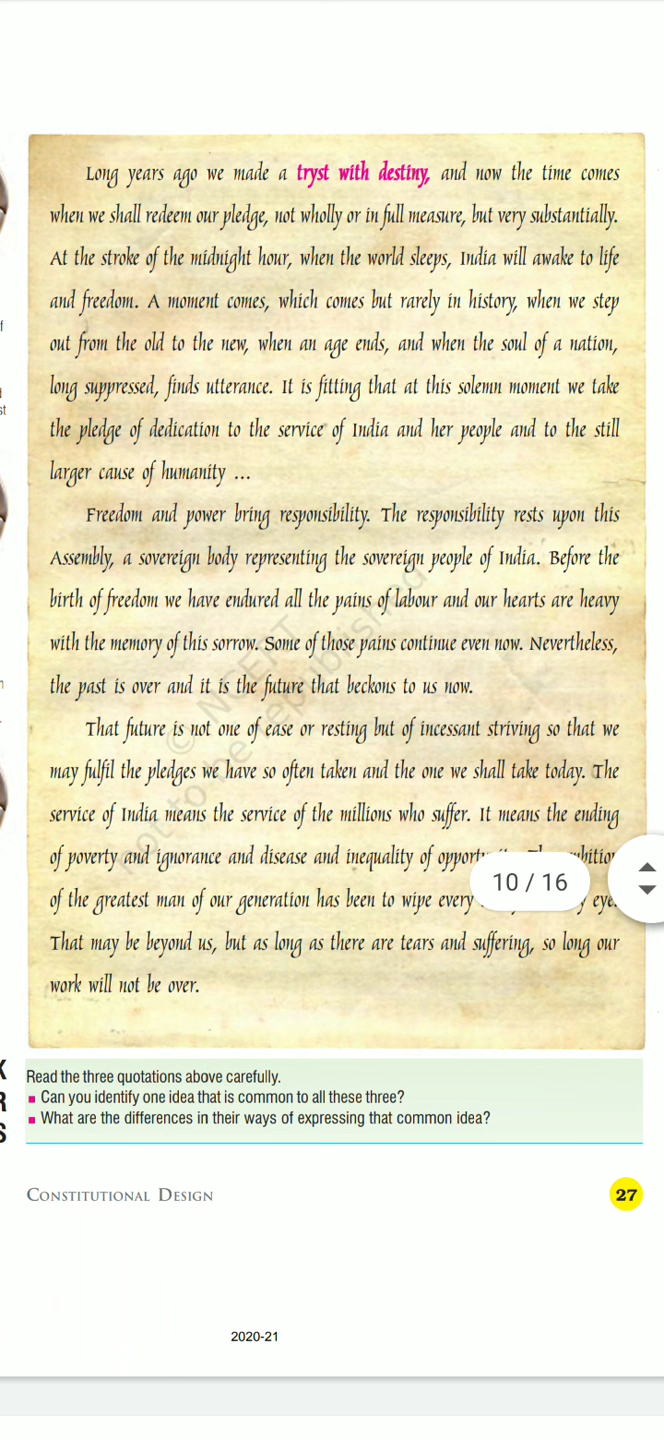 Long years ago we made a tryst with destiny, and now the time comes
when we shall redeem our pledge, not wholly or in full measure, but very substantially.
At the stroke of the midnight hour, when the world sleeps, India will awake to life
and freedom. A moment comes, which comes but rarely in history, when we step
out from the old to the new, when an age ends, and when the soul of a nation,
long suppressed, finds utterance. It is fitting that at this solemn moment we take
the pledge of dedication to the service of India and her people and to the still
larger cause of humanity ...
Freedom and power bring responsibility. The responsibility rests upon this
Assembly, a sovereign body representing the sovereign people of India. Before the
birth of freedom we have endured all the pains of labour and our hearts are heavy
with the memory of this sorrow. Some of those pains continue even now. Nevertheless,
the past is over and it is the future that beckons to us now.
That future is not one of ease or resting but of incessant striving so that we
may fulfil the pledges we have so often taken and the one we shall take today. The
service of India means the service of the millions who suffer. It means the ending
of poverty and ignorance and disease and inequality of
10 / 16
of the greatest man of our generation has been to wipe every eye.
That may be beyond us, but as long as there are tears and suffering, so long our
work will not be over.
© NCERT
not to be republished
Read the three quotations above carefully.
Can you identify one idea that is common to all these three?
What are the differences in their ways of expressing that common idea?
CONSTITUTIONAL DESIGN
27
2020-21